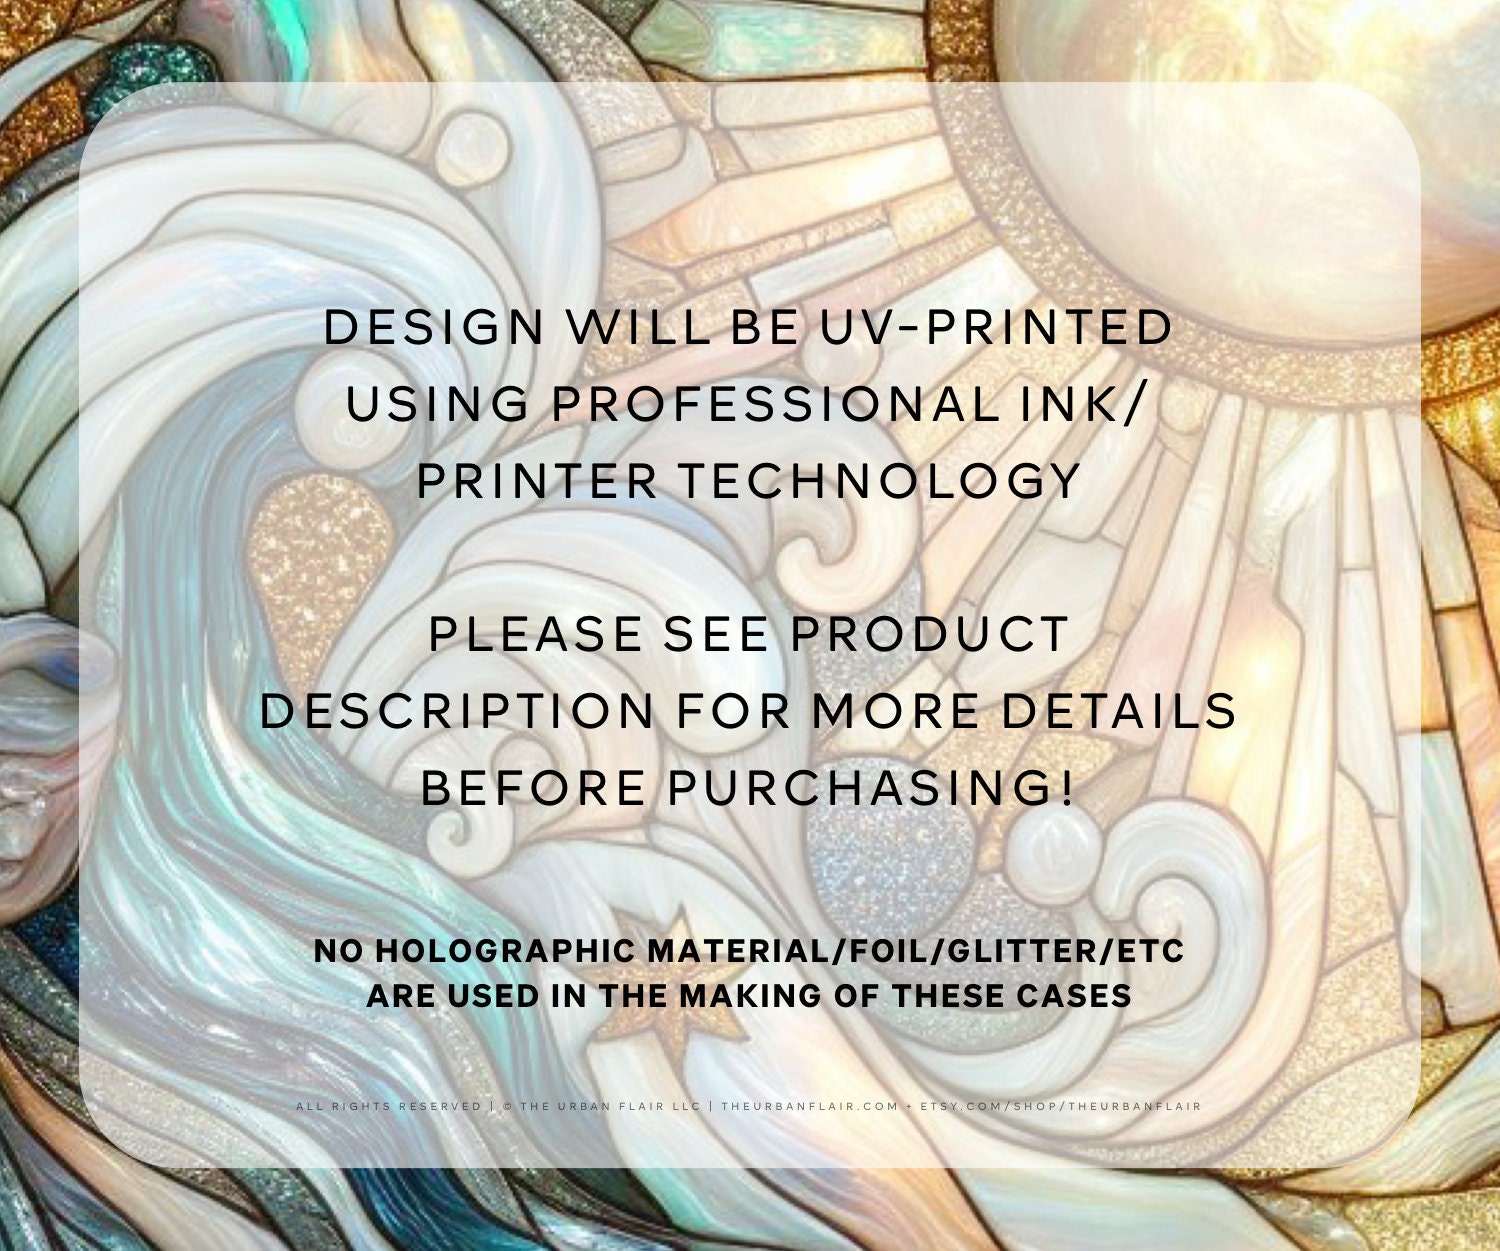 DESIGN WILL BE UV-PRINTED
USING PROFESSIONAL INK/
PRINTER TECHNOLOGY
PLEASE SEE PRODUCT
DESCRIPTION FOR MORE DETAILS
BEFORE PURCHASING!
NO HOLOGRAPHIC MATERIAL/FOIL/GLITTER/ETC
ARE USED IN THE MAKING OF THESE CASES
ALL RIGHTS RESERVED | © THE URBAN FLAIR LLC | THEURBANFLAIR.COM + ETSY.COM/SHOP/THEURBANFLAIR